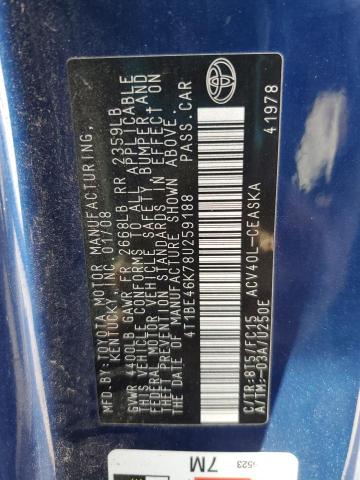 MFD.BY:TOYOTA MOTOR MANUFACTURING,
KENTUCKY, INC. 01/08
GVWR 4400LB GAWR FR 2668LB RR 2359LB
THIS VEHICLE CONFORMS TO ALL APPLICABLE
FEDERAL MOTOR VEHICLE SAFETY, BUMPER AND
THEFT PREVENTION STANDARDS IN EFFECT ON
THE DATE OF MANUFACTURE SHOWN ABOVE.
4T1BE46K78U259188 PASS.CAR
C/TR:8T5/FC15 ACV40L-CEASKA
A/TM:-03A/U250E 41978
523
7M